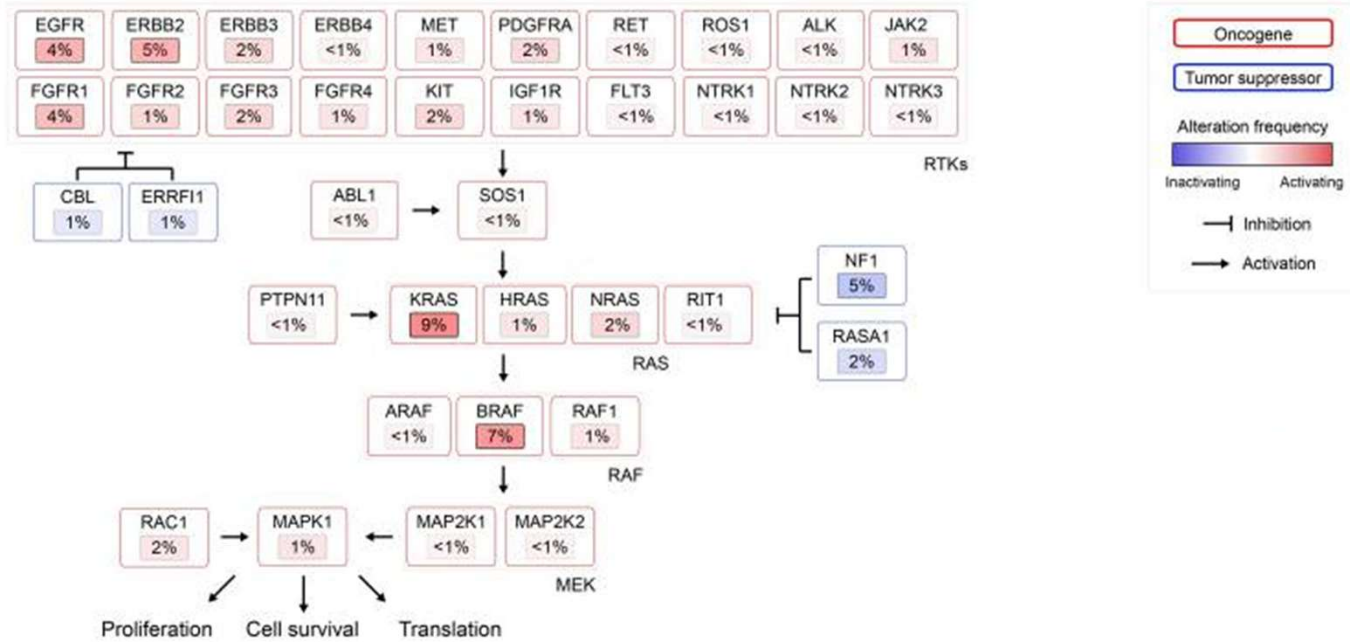 EGFR ERBB2 ERBB3 ERBB4 MET PDGFRA RET ROS1 ALK JAK2
4% 5% 2% <1% 1% 2% <1% <1% <1% 1%
FGFR1 FGFR2 FGFR3 FGFR4 KIT IGF1R FLT3 NTRK1 NTRK2 NTRK3
4% 1% 2% 1% 2% 1% <1% <1% <1% <1%
RTKs
CBL ERRFI1
1% 1%
ABL1 SOS1
<1% <1%
PTPN11 KRAS HRAS NRAS RIT1
<1% 9% 1% 2% <1%
RAS
NF1
5%
RASA1
2%
ARAF BRAF RAF1
<1% 7% 1%
RAF
RAC1 MAPK1 MAP2K1 MAP2K2
2% 1% <1% <1%
MEK
Proliferation Cell survival Translation
Oncogene
Tumor suppressor
Alteration frequency
Inactivating Activating
Inhibition
Activation